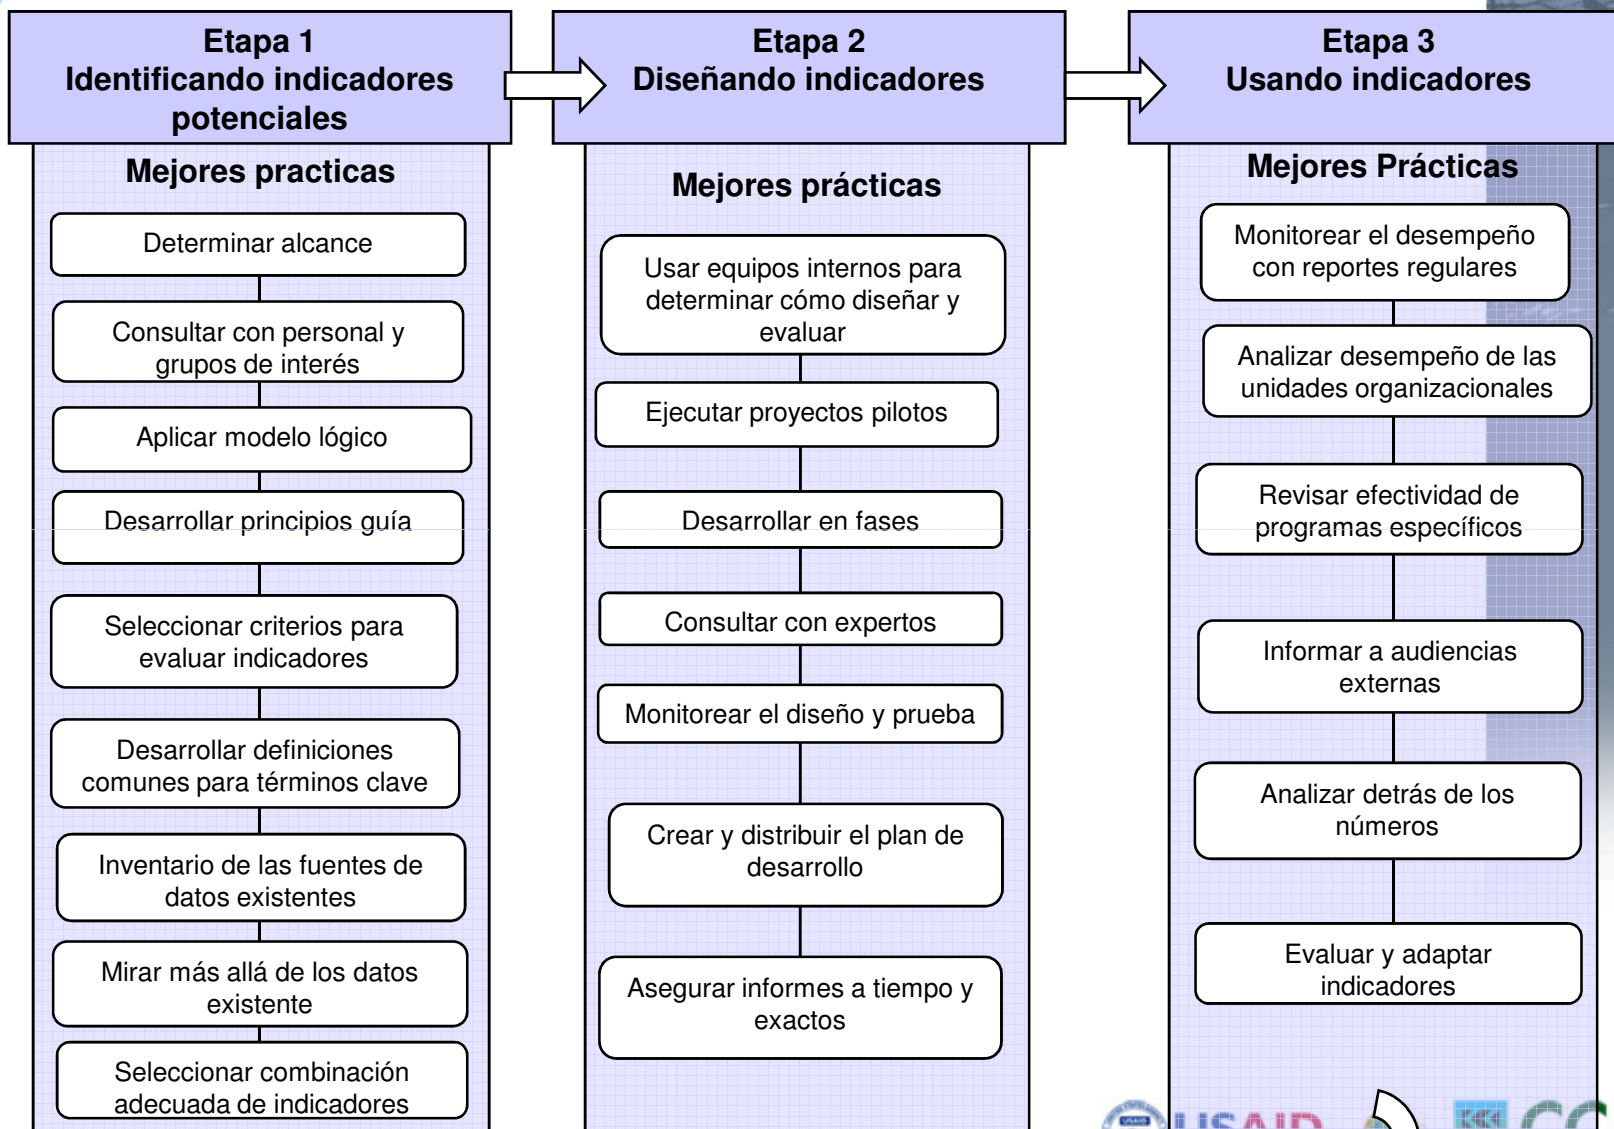 Etapa 1
Identificando indicadores
potenciales
Mejores practicas
Determinar alcance
Consultar con personal y
grupos de interés
Aplicar modelo lógico
Desarrollar principios guía
Seleccionar criterios para
evaluar indicadores
Desarrollar definiciones
comunes para términos clave
Inventario de las fuentes de
datos existentes
Mirar más allá de los datos
existente
Seleccionar combinación
adecuada de indicadores
Etapa 2
Diseñando indicadores
Mejores prácticas
Usar equipos internos para
determinar cómo diseñar y
evaluar
Ejecutar proyectos pilotos
Desarrollar en fases
Consultar con expertos
Monitorear el diseño y prueba
Crear y distribuir el plan de
desarrollo
Asegurar informes a tiempo y
exactos
Etapa 3
Usando indicadores
Mejores Prácticas
Monitorear el desempeño
con reportes regulares
Analizar desempeño de las
unidades organizacionales
Revisar efectividad de
programas específicos
Informar a audiencias
externas
Analizar detrás de los
números
Evaluar y adaptar
indicadores
USAID